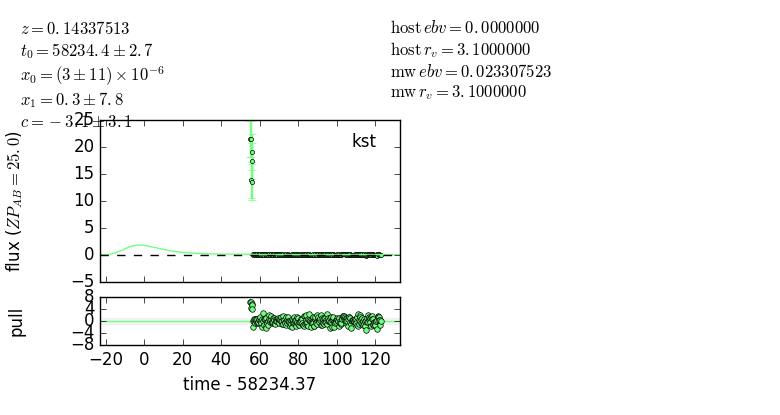 z = 0.14337513
t₀ = 58234.4 ± 2.7
x₀ = (3 ± 11) × 10⁻⁶
x₁ = 0.3 ± 7.8
host ebv = 0.0000000
host r_v = 3.1000000
mw ebv = 0.023307523
mw r_v = 3.1000000
kst
25
20
15
10
5
0
−5
flux (ZP_AB = 25.0)
8
4
0
−4
−8
pull
−20 0 20 40 60 80 100 120
time - 58234.37